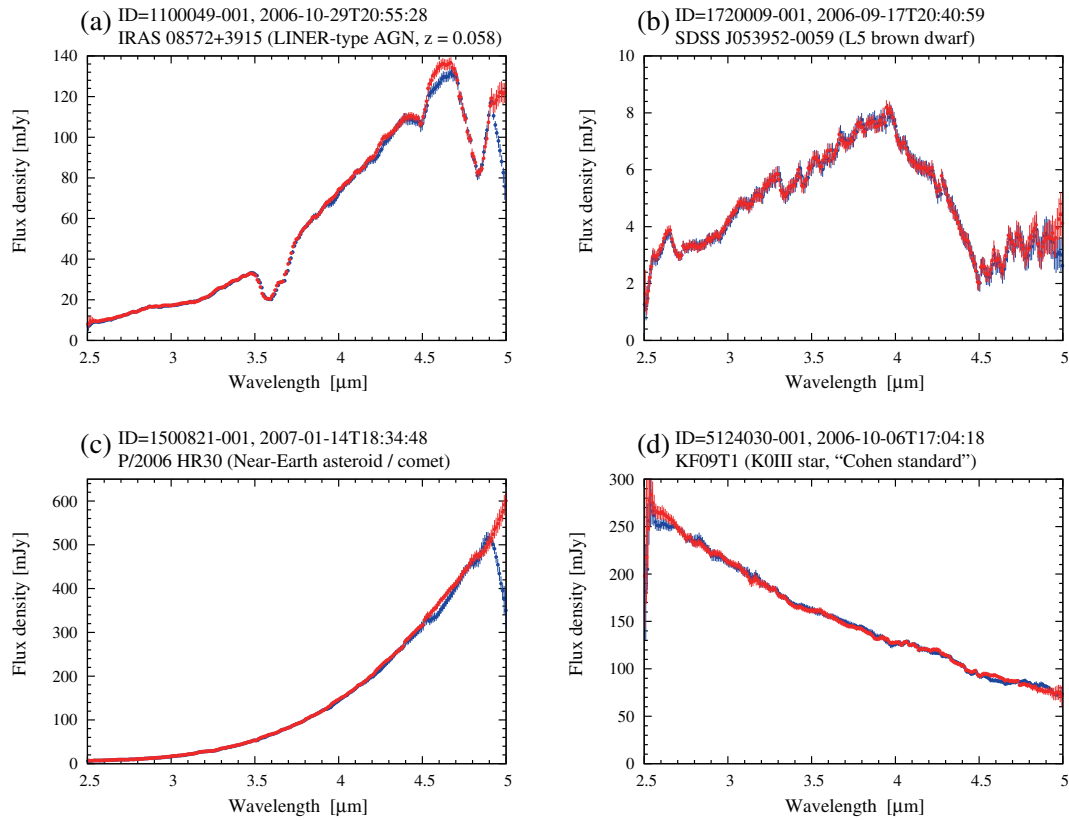 (a) ID=1100049-001, 2006-10-29T20:55:28
IRAS 08572+3915 (LINER-type AGN, z = 0.058)
140
120
100
80
60
40
20
0
Flux density [mJy]
2.5 3 3.5 4 4.5 5
Wavelength [μm]
(b) ID=1720009-001, 2006-09-17T20:40:59
SDSS J053952-0059 (L5 brown dwarf)
10
8
6
4
2
0
Flux density [mJy]
2.5 3 3.5 4 4.5 5
Wavelength [μm]
(c) ID=1500821-001, 2007-01-14T18:34:48
P/2006 HR30 (Near-Earth asteroid / comet)
600
500
400
300
200
100
0
Flux density [mJy]
2.5 3 3.5 4 4.5 5
Wavelength [μm]
(d) ID=5124030-001, 2006-10-06T17:04:18
KF09T1 (K0III star, “Cohen standard”)
300
250
200
150
100
50
0
Flux density [mJy]
2.5 3 3.5 4 4.5 5
Wavelength [μm]